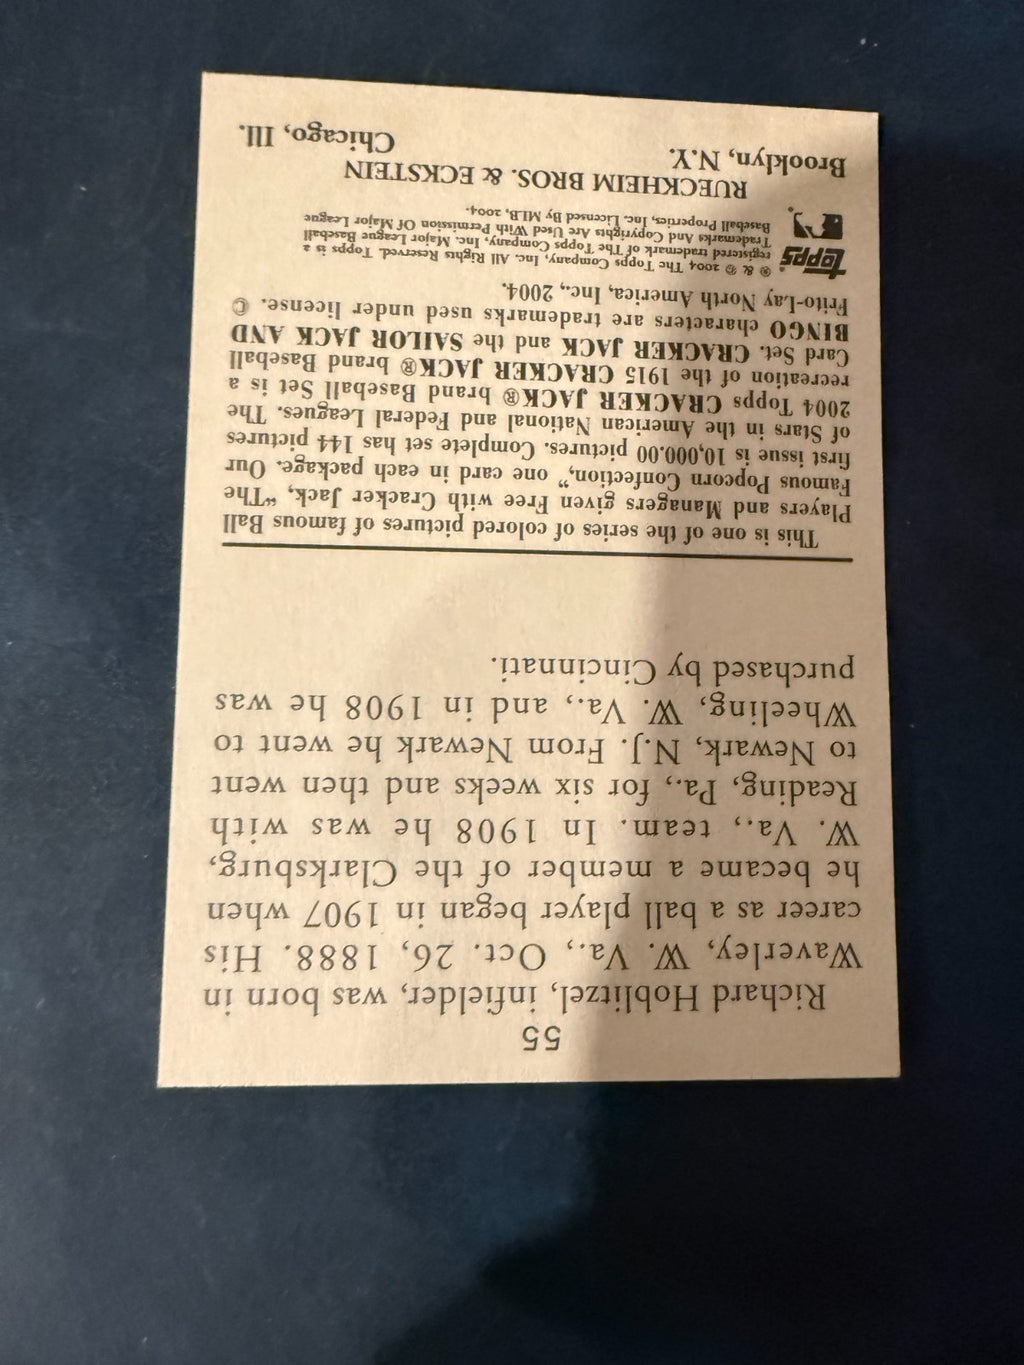 55
Richard Hoblitzel, infielder, was born in
Waverley, W. Va., Oct. 26, 1888. His
career as a ball player began in 1907 when
he became a member of the Clarksburg,
W. Va., team. In 1908 he was with
Reading, Pa., for six weeks and then went
to Newark, N.J. From Newark he went to
Wheeling, W. Va., and in 1908 he was
purchased by Cincinnati.
This is one of the series of colored pictures of famous Ball
Players and Managers given Free with Cracker Jack, “The
Famous Popcorn Confection,” one card in each package. Our
first issue is 10,000.00 pictures. Complete set has 144 pictures
of Stars in the American National and Federal Leagues. The
2004 Topps CRACKER JACK® brand Baseball Set is a
recreation of the 1915 CRACKER JACK® brand Baseball
Card Set. CRACKER JACK and the SAILOR JACK AND
BINGO characters are trademarks used under license. ©
Frito-Lay North America, Inc., 2004.
topps® ® & © 2004 The Topps Company, Inc. All Rights Reserved. Topps is a
registered trademark of The Topps Company, Inc. Major League Baseball
Trademarks And Copyrights Are Used With Permission Of Major League
Baseball Properties, Inc. Licensed By MLB, 2004.
RUECKHEIM BROS. & ECKSTEIN
Brooklyn, N.Y. Chicago, Ill.